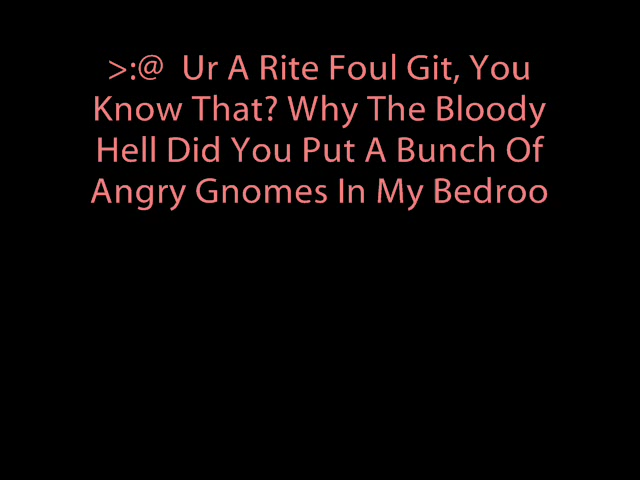 >:@  Ur A Rite Foul Git, You
Know That? Why The Bloody
Hell Did You Put A Bunch Of
Angry Gnomes In My Bedroo